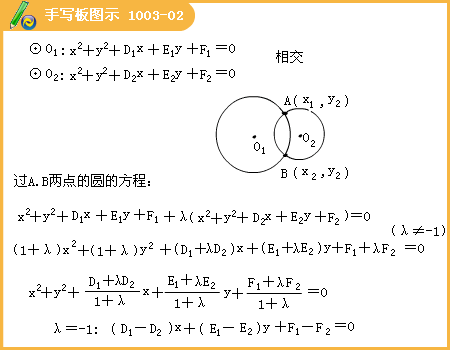 手写板图示 1003-02
⊙ O₁: x²+y²+D₁x+E₁y+F₁=0
⊙ O₂: x²+y²+D₂x+E₂y+F₂=0
相交
A(x₁,y₂)
O₁
O₂
B(x₂,y₂)
过A.B两点的圆的方程:
x²+y²+D₁x+E₁y+F₁+λ(x²+y²+D₂x+E₂y+F₂)=0
(λ≠-1)
(1+λ)x²+(1+λ)y²+(D₁+λD₂)x+(E₁+λE₂)y+F₁+λF₂=0
x²+y²+(D₁+λD₂)/(1+λ)x+(E₁+λE₂)/(1+λ)y+(F₁+λF₂)/(1+λ)=0
λ=-1: (D₁-D₂)x+(E₁-E₂)y+F₁-F₂=0